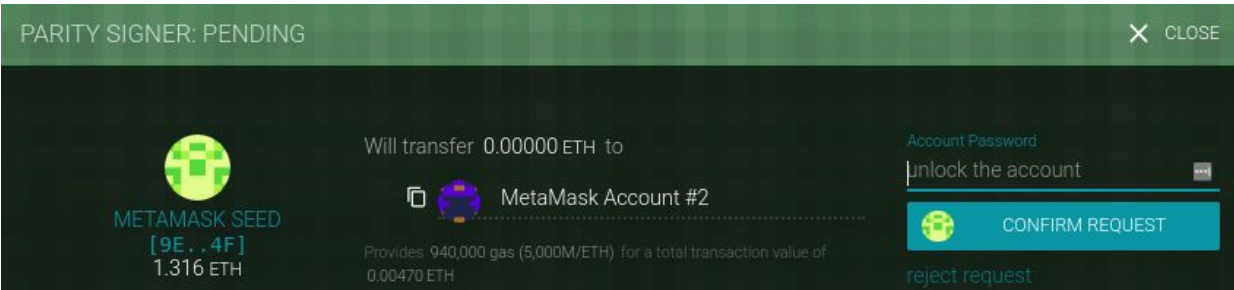 PARITY SIGNER: PENDING
CLOSE
METAMASK SEED
[9E..4F]
1.316 ETH
Will transfer 0.00000 ETH to
MetaMask Account #2
Provides 940,000 gas (5,000M/ETH) for a total transaction value of
0.00470 ETH
Account Password
unlock the account
CONFIRM REQUEST
reject request